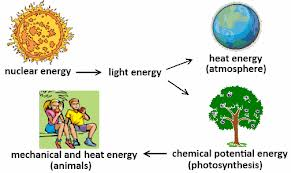 heat energy
(atmosphere)
nuclear energy
light energy
mechanical and heat energy
(animals)
chemical potential energy
(photosynthesis)